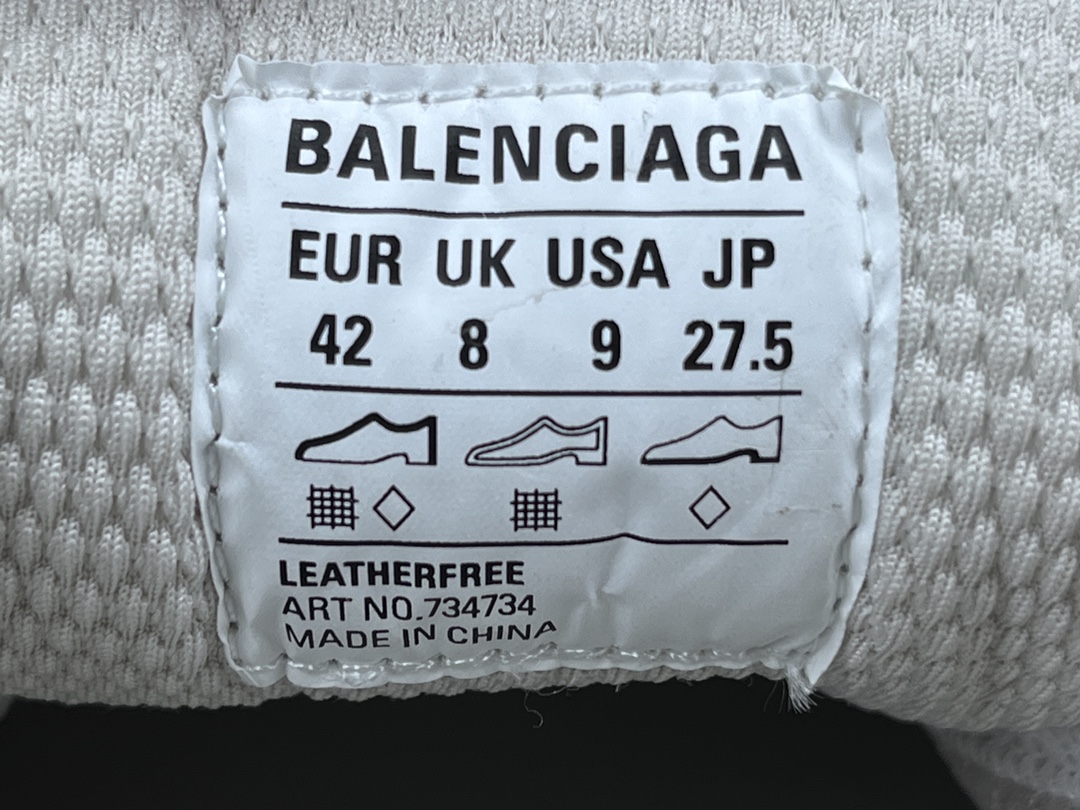 BALENCIAGA
EUR UK USA JP
42 8 9 27.5
LEATHERFREE
ART NO.734734
MADE IN CHINA